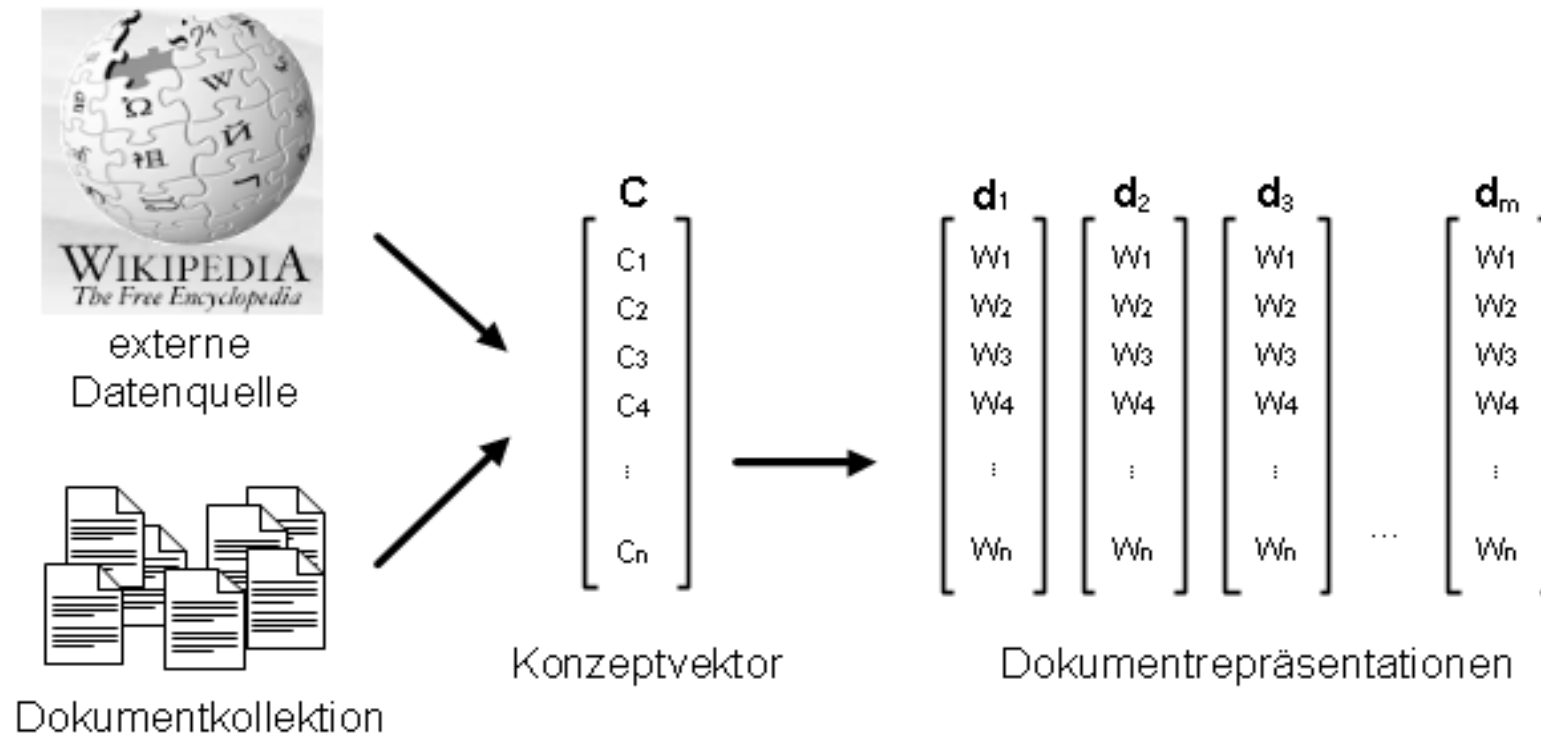 Ω W Й
祖
WIKIPEDIA
The Free Encyclopedia
externe
Datenquelle
Dokumentkollektion
C
C1
C2
C3
C4
⋮
Cn
Konzeptvektor
d1 d2 d3 dm
W1 W1 W1 W1
W2 W2 W2 W2
W3 W3 W3 W3
W4 W4 W4 W4
⋮ ⋮ ⋮ ⋮
Wn Wn Wn ... Wn
Dokumentrepräsentationen